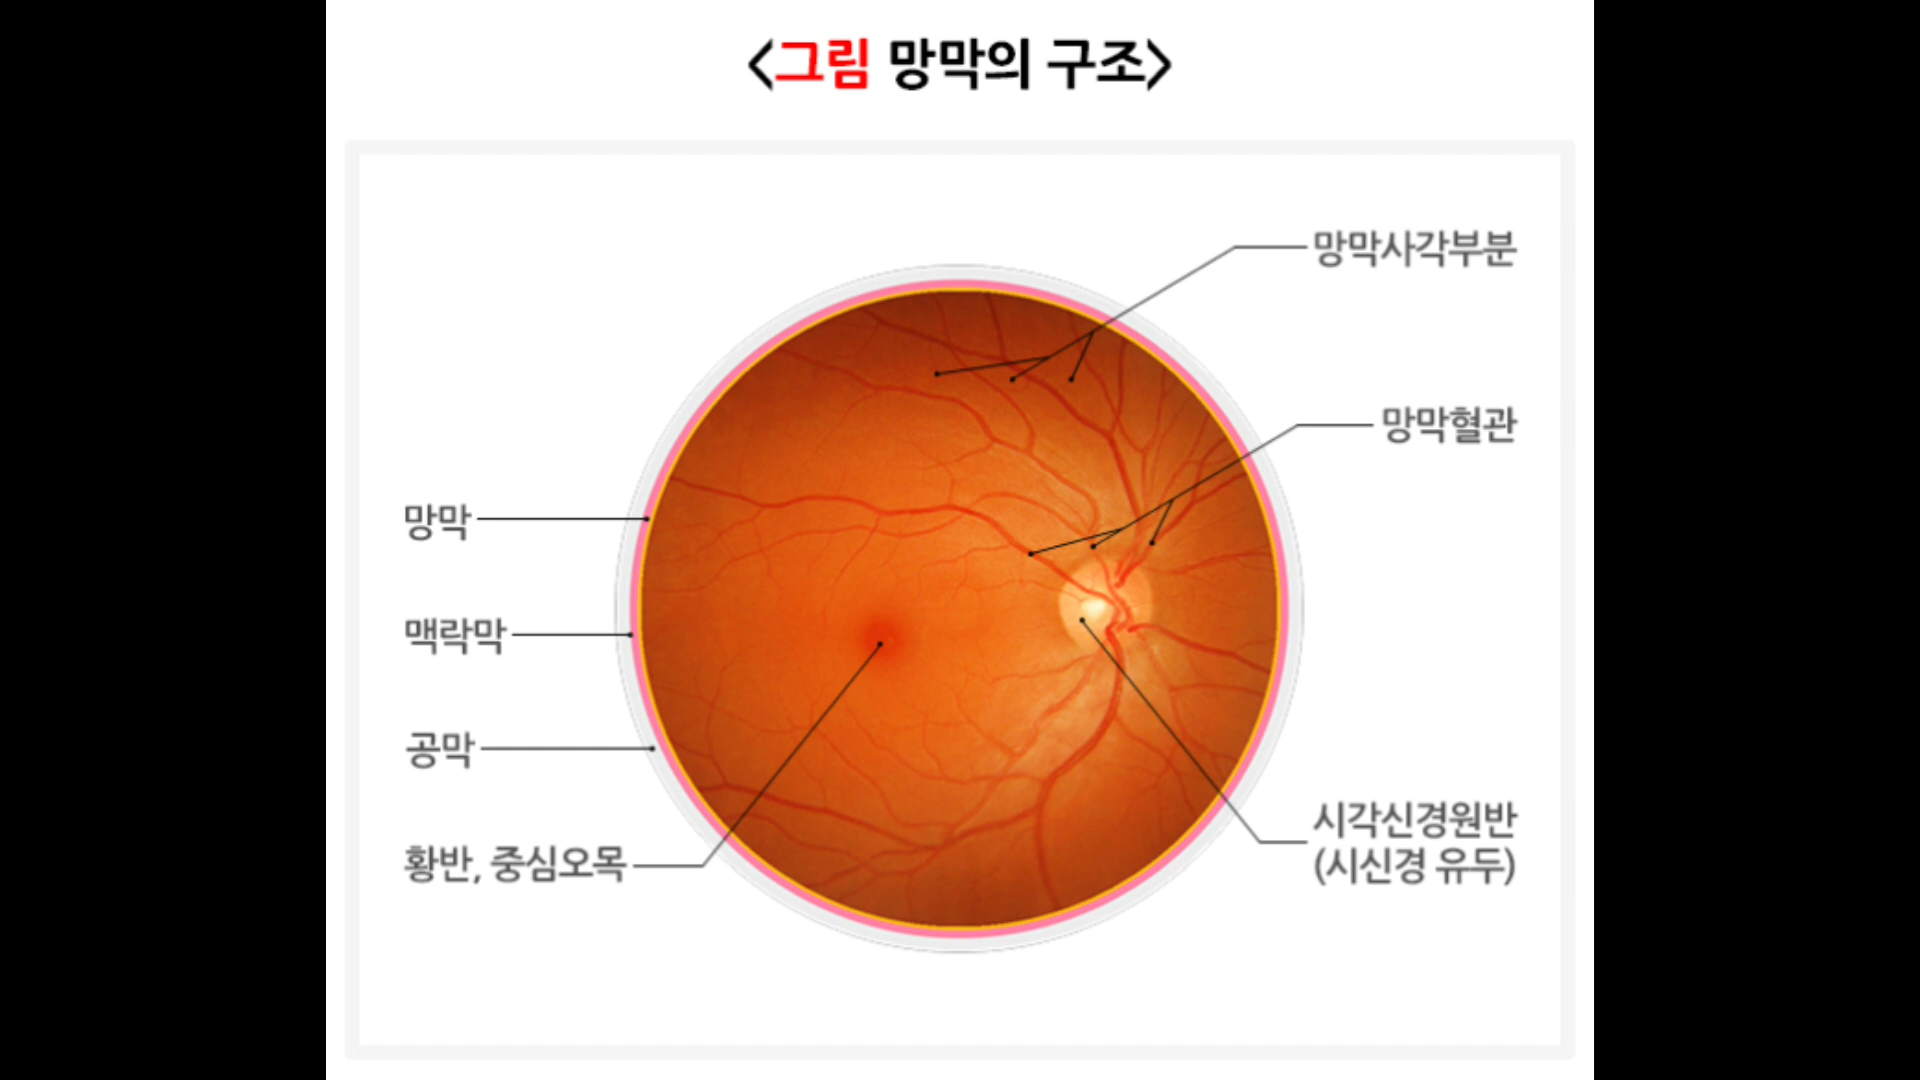 <그림 망막의 구조>
망막사각부분
망막혈관
망막
맥락막
공막
황반, 중심오목
시각신경원반
(시신경 유두)